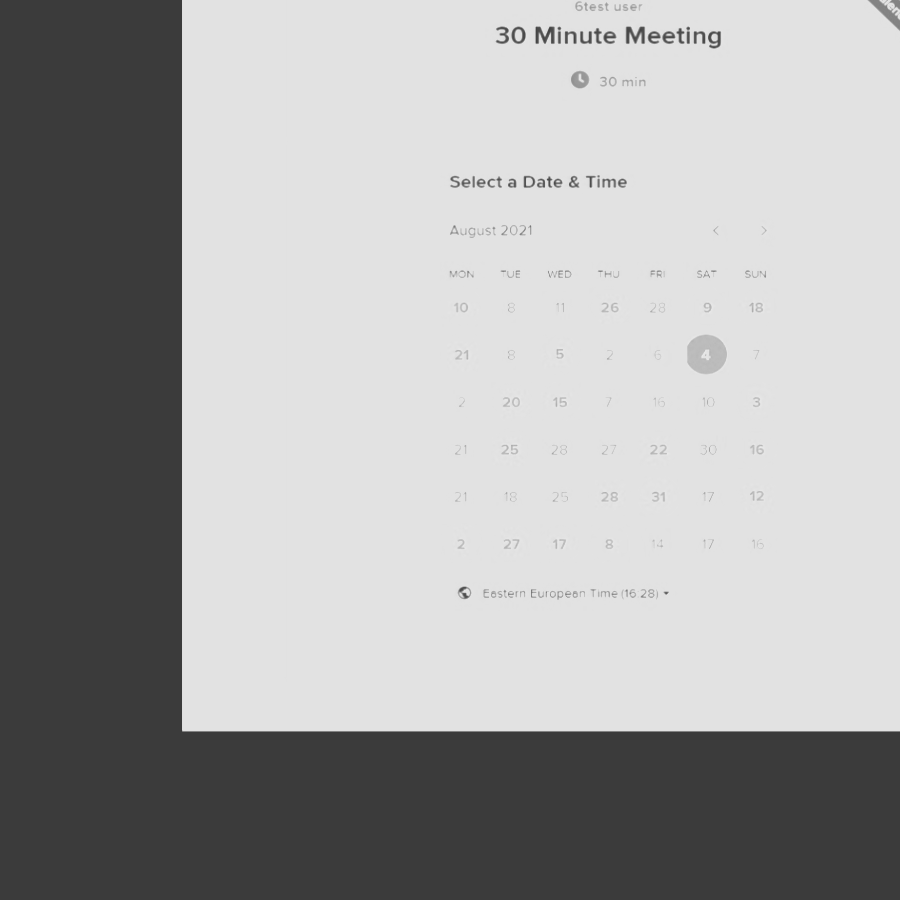 6test user
30 Minute Meeting
30 min
Select a Date & Time
August 2021
MON TUE WED THU FRI SAT SUN
10 8 11 26 28 9 18
21 8 5 2 6 4 7
2 20 15 7 16 10 3
21 25 28 27 22 30 16
21 18 25 28 31 17 12
2 27 17 8 14 17 16
Eastern European Time (16 28)